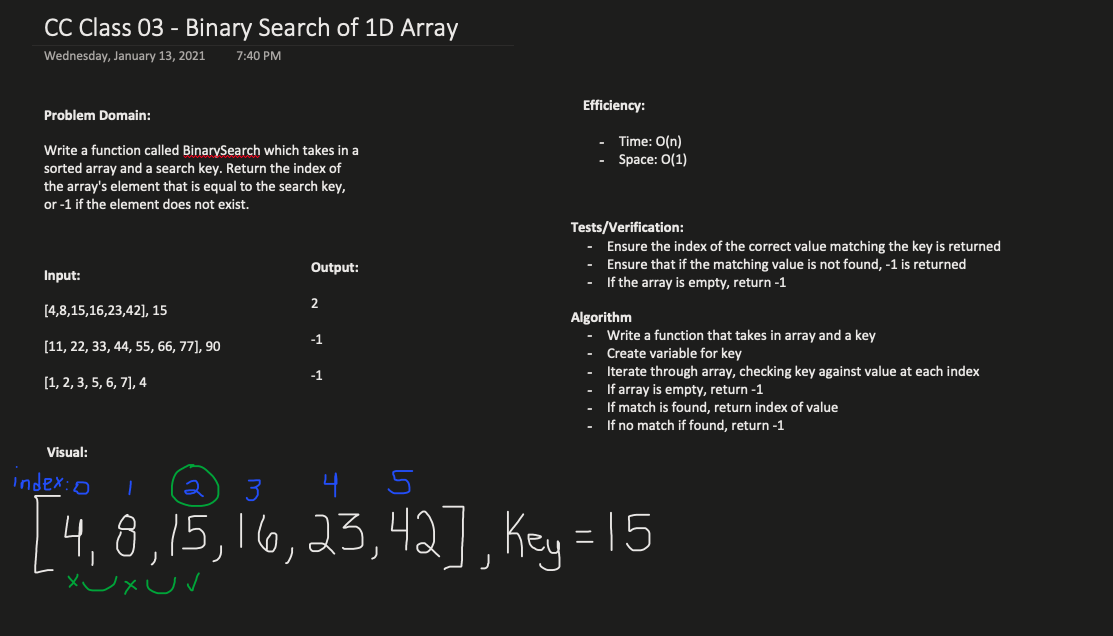 CC Class 03 - Binary Search of 1D Array
Wednesday, January 13, 2021 7:40 PM
Problem Domain:
Write a function called BinarySearch which takes in a
sorted array and a search key. Return the index of
the array's element that is equal to the search key,
or -1 if the element does not exist.
Input:
Output:
[4,8,15,16,23,42], 15
2
[11, 22, 33, 44, 55, 66, 77], 90
-1
[1, 2, 3, 5, 6, 7], 4
-1
Efficiency:
- Time: O(n)
- Space: O(1)
Tests/Verification:
- Ensure the index of the correct value matching the key is returned
- Ensure that if the matching value is not found, -1 is returned
- If the array is empty, return -1
Algorithm
- Write a function that takes in array and a key
- Create variable for key
- Iterate through array, checking key against value at each index
- If array is empty, return -1
- If match is found, return index of value
- If no match if found, return -1
Visual:
index: 0 1 2 3 4 5
[4, 8, 15, 16, 23, 42], Key = 15
x x ✓